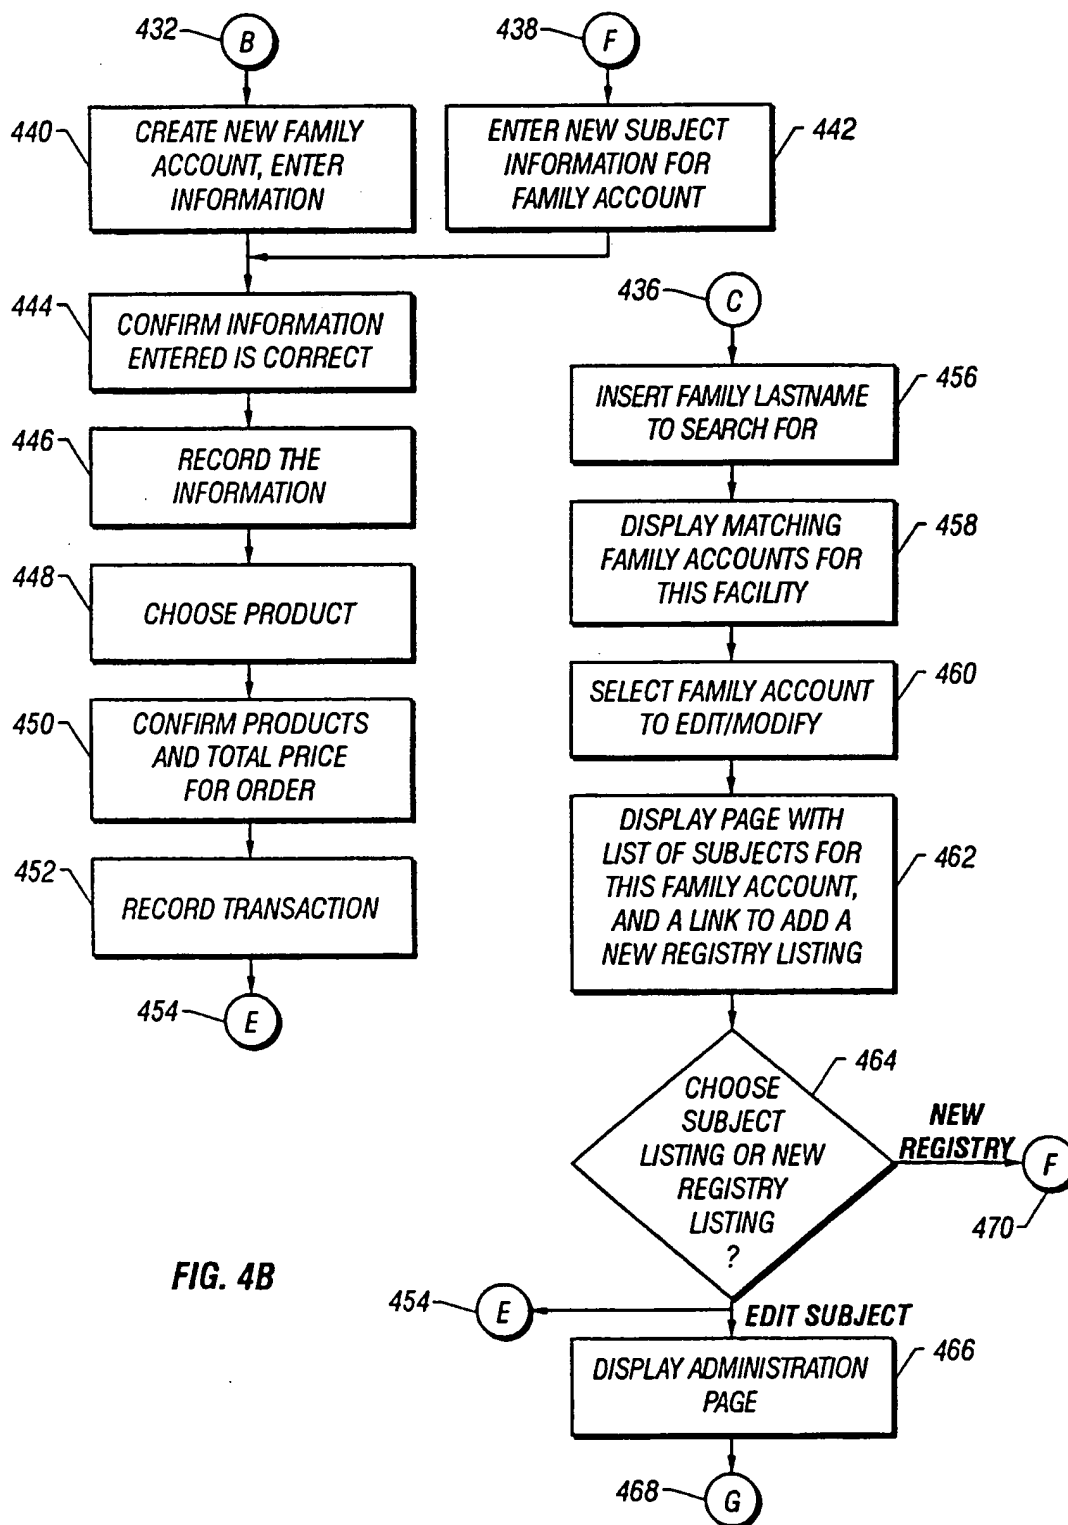 432
B
438
F
440
CREATE NEW FAMILY
ACCOUNT, ENTER
INFORMATION
ENTER NEW SUBJECT
INFORMATION FOR
FAMILY ACCOUNT
442
444
CONFIRM INFORMATION
ENTERED IS CORRECT
446
RECORD THE
INFORMATION
448
CHOOSE PRODUCT
450
CONFIRM PRODUCTS
AND TOTAL PRICE
FOR ORDER
452
RECORD TRANSACTION
454
E
436
C
INSERT FAMILY LASTNAME
TO SEARCH FOR
456
DISPLAY MATCHING
FAMILY ACCOUNTS FOR
THIS FACILITY
458
SELECT FAMILY ACCOUNT
TO EDIT/MODIFY
460
DISPLAY PAGE WITH
LIST OF SUBJECTS FOR
THIS FAMILY ACCOUNT,
AND A LINK TO ADD A
NEW REGISTRY LISTING
462
CHOOSE
SUBJECT
LISTING OR NEW
REGISTRY
LISTING
?
464
NEW
REGISTRY
F
470
454
E
EDIT SUBJECT
DISPLAY ADMINISTRATION
PAGE
466
468
G
FIG. 4B